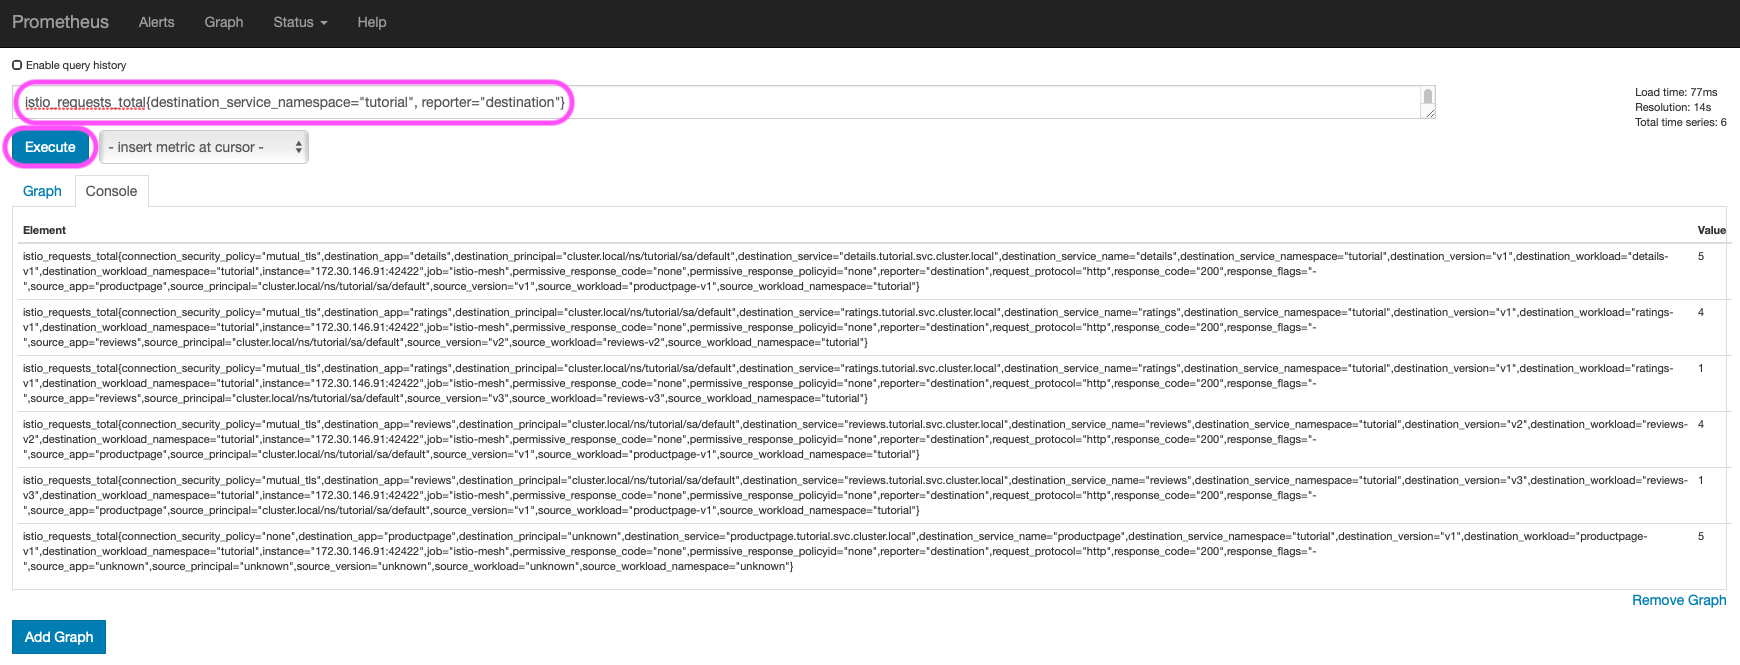 Prometheus Alerts Graph Status Help
Enable query history
istio_requests_total{destination_service_namespace="tutorial", reporter="destination"}
Load time: 77ms
Resolution: 14s
Total time series: 6
Execute
- insert metric at cursor -
Graph Console
Element Value
istio_requests_total{connection_security_policy="mutual_tls",destination_app="details",destination_principal="cluster.local/ns/tutorial/sa/default",destination_service="details.tutorial.svc.cluster.local",destination_service_name="details",destination_service_namespace="tutorial",destination_version="v1",destination_workload="details- 5
v1",destination_workload_namespace="tutorial",instance="172.30.146.91:42422",job="istio-mesh",permissive_response_code="none",permissive_response_policyid="none",reporter="destination",request_protocol="http",response_code="200",response_flags="-
",source_app="productpage",source_principal="cluster.local/ns/tutorial/sa/default",source_version="v1",source_workload="productpage-v1",source_workload_namespace="tutorial"}
istio_requests_total{connection_security_policy="mutual_tls",destination_app="ratings",destination_principal="cluster.local/ns/tutorial/sa/default",destination_service="ratings.tutorial.svc.cluster.local",destination_service_name="ratings",destination_service_namespace="tutorial",destination_version="v1",destination_workload="ratings- 4
v1",destination_workload_namespace="tutorial",instance="172.30.146.91:42422",job="istio-mesh",permissive_response_code="none",permissive_response_policyid="none",reporter="destination",request_protocol="http",response_code="200",response_flags="-
",source_app="reviews",source_principal="cluster.local/ns/tutorial/sa/default",source_version="v2",source_workload="reviews-v2",source_workload_namespace="tutorial"}
istio_requests_total{connection_security_policy="mutual_tls",destination_app="ratings",destination_principal="cluster.local/ns/tutorial/sa/default",destination_service="ratings.tutorial.svc.cluster.local",destination_service_name="ratings",destination_service_namespace="tutorial",destination_version="v1",destination_workload="ratings- 1
v1",destination_workload_namespace="tutorial",instance="172.30.146.91:42422",job="istio-mesh",permissive_response_code="none",permissive_response_policyid="none",reporter="destination",request_protocol="http",response_code="200",response_flags="-
",source_app="reviews",source_principal="cluster.local/ns/tutorial/sa/default",source_version="v3",source_workload="reviews-v3",source_workload_namespace="tutorial"}
istio_requests_total{connection_security_policy="mutual_tls",destination_app="reviews",destination_principal="cluster.local/ns/tutorial/sa/default",destination_service="reviews.tutorial.svc.cluster.local",destination_service_name="reviews",destination_service_namespace="tutorial",destination_version="v2",destination_workload="reviews- 4
v2",destination_workload_namespace="tutorial",instance="172.30.146.91:42422",job="istio-mesh",permissive_response_code="none",permissive_response_policyid="none",reporter="destination",request_protocol="http",response_code="200",response_flags="-
",source_app="productpage",source_principal="cluster.local/ns/tutorial/sa/default",source_version="v1",source_workload="productpage-v1",source_workload_namespace="tutorial"}
istio_requests_total{connection_security_policy="mutual_tls",destination_app="reviews",destination_principal="cluster.local/ns/tutorial/sa/default",destination_service="reviews.tutorial.svc.cluster.local",destination_service_name="reviews",destination_service_namespace="tutorial",destination_version="v3",destination_workload="reviews- 1
v3",destination_workload_namespace="tutorial",instance="172.30.146.91:42422",job="istio-mesh",permissive_response_code="none",permissive_response_policyid="none",reporter="destination",request_protocol="http",response_code="200",response_flags="-
",source_app="productpage",source_principal="cluster.local/ns/tutorial/sa/default",source_version="v1",source_workload="productpage-v1",source_workload_namespace="tutorial"}
istio_requests_total{connection_security_policy="none",destination_app="productpage",destination_principal="unknown",destination_service="productpage.tutorial.svc.cluster.local",destination_service_name="productpage",destination_service_namespace="tutorial",destination_version="v1",destination_workload="productpage- 5
v1",destination_workload_namespace="tutorial",instance="172.30.146.91:42422",job="istio-mesh",permissive_response_code="none",permissive_response_policyid="none",reporter="destination",request_protocol="http",response_code="200",response_flags="-
",source_app="unknown",source_principal="unknown",source_version="unknown",source_workload="unknown",source_workload_namespace="unknown"}
Remove Graph
Add Graph